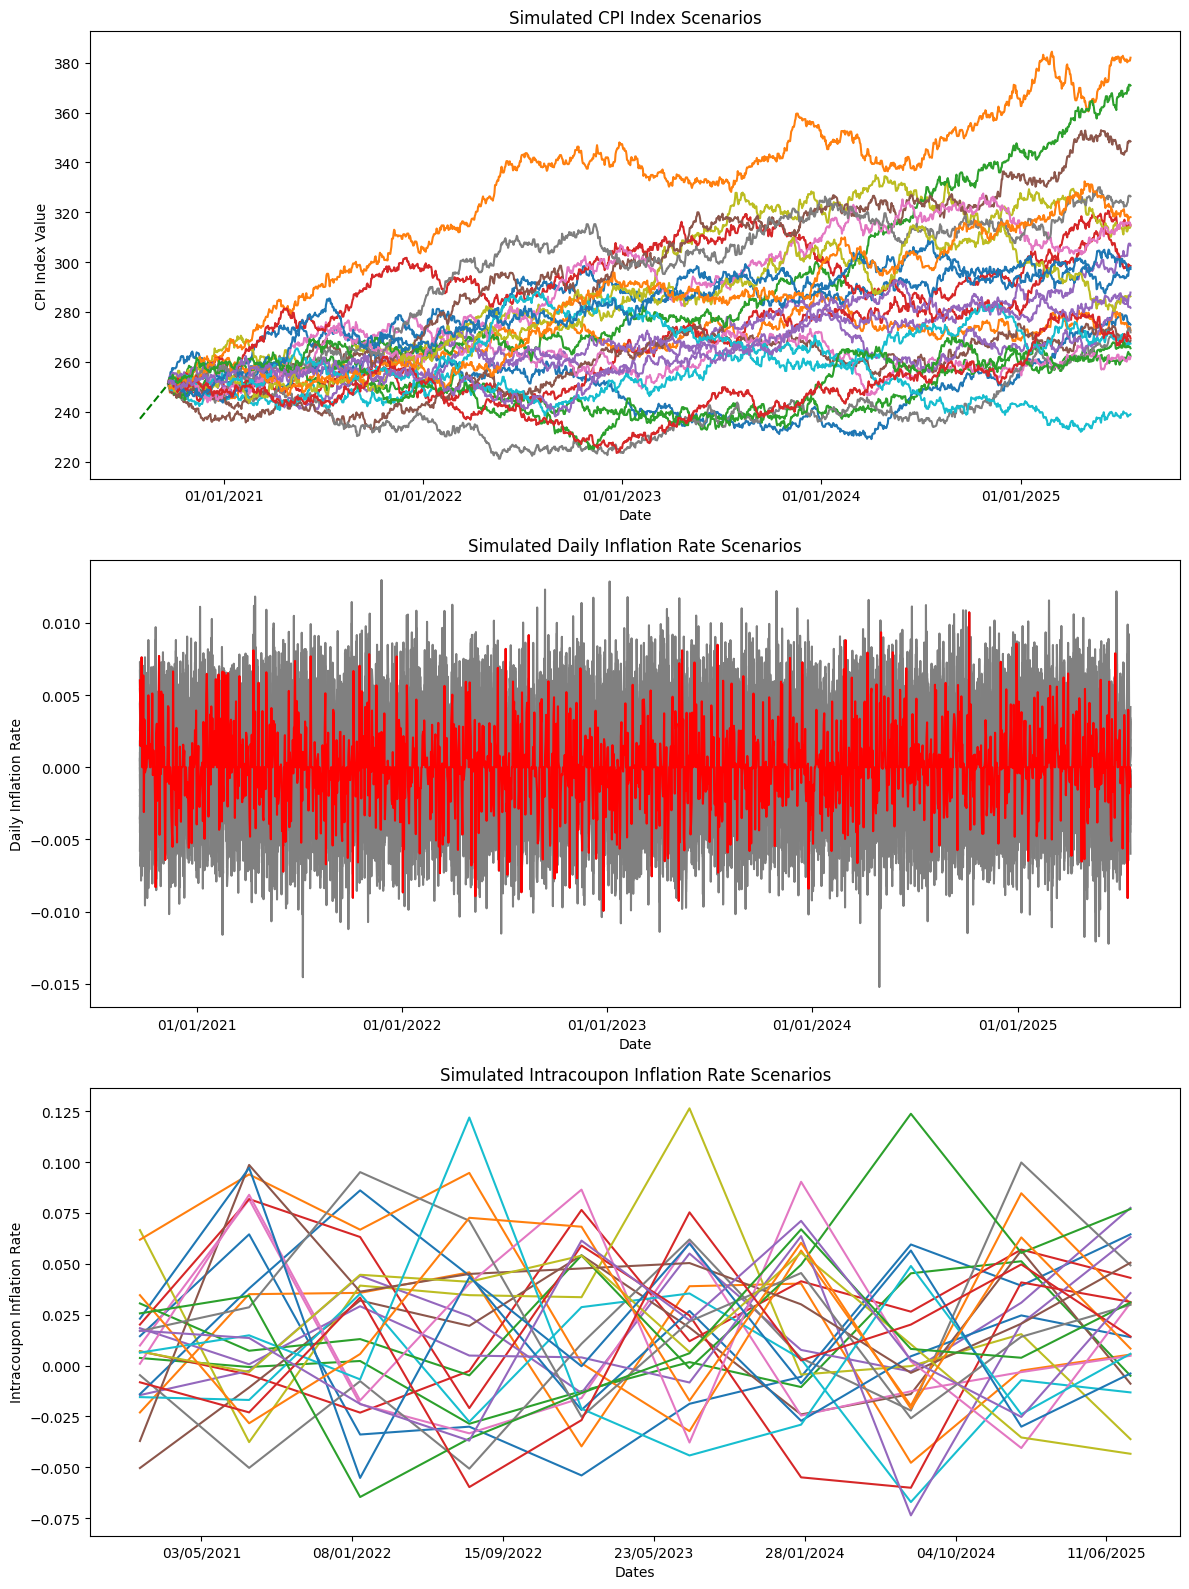 Simulated CPI Index Scenarios
CPI Index Value
380
360
340
320
300
280
260
240
220
01/01/2021 01/01/2022 01/01/2023 01/01/2024 01/01/2025
Date
Simulated Daily Inflation Rate Scenarios
Daily Inflation Rate
0.010
0.005
0.000
−0.005
−0.010
−0.015
01/01/2021 01/01/2022 01/01/2023 01/01/2024 01/01/2025
Date
Simulated Intracoupon Inflation Rate Scenarios
Intracoupon Inflation Rate
0.125
0.100
0.075
0.050
0.025
0.000
−0.025
−0.050
−0.075
03/05/2021 08/01/2022 15/09/2022 23/05/2023 28/01/2024 04/10/2024 11/06/2025
Dates